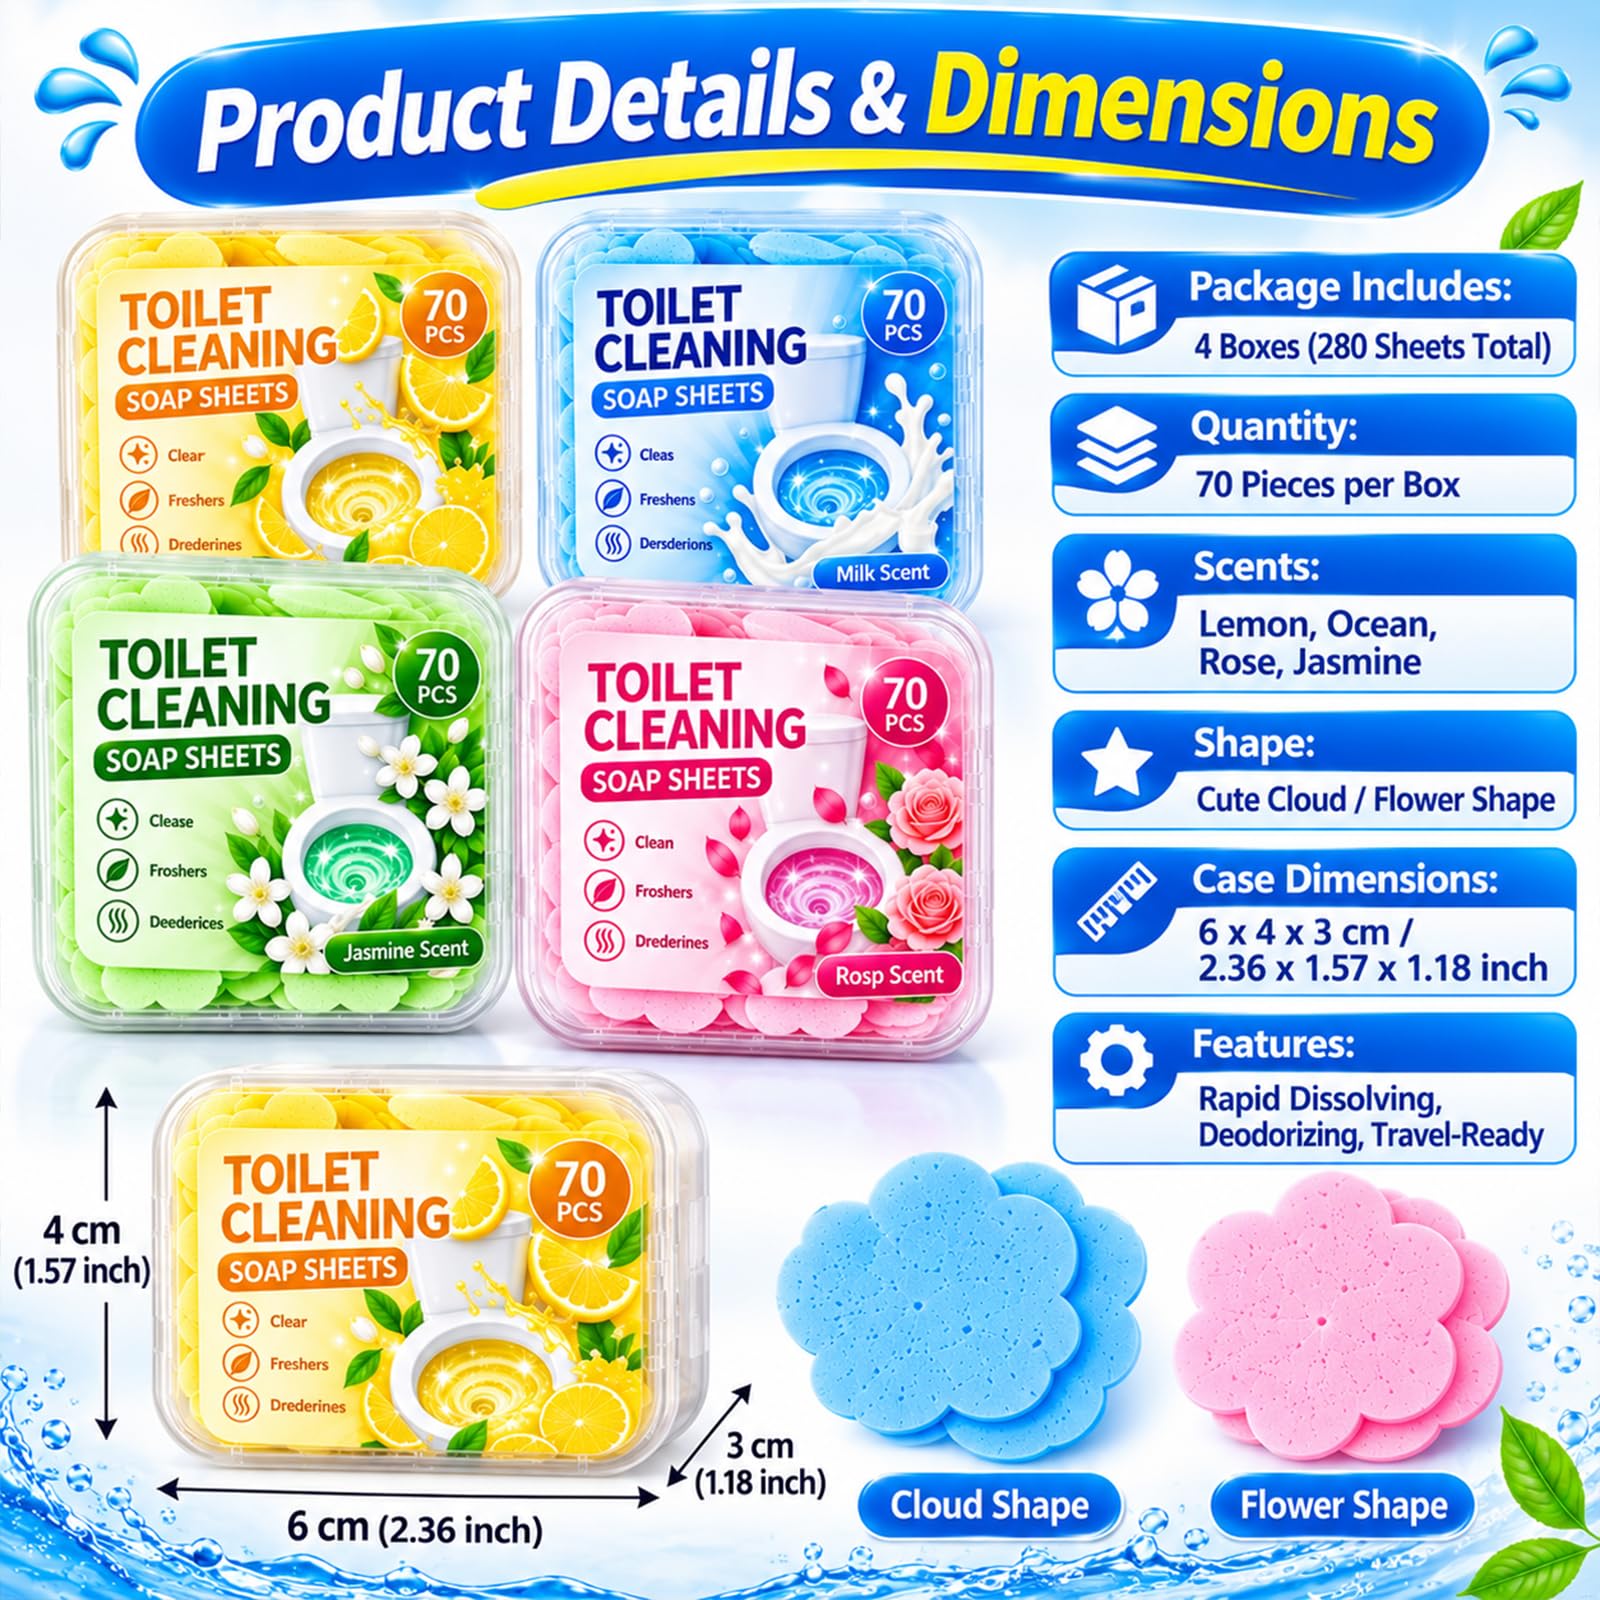 Product Details & Dimensions
TOILET
CLEANING
SOAP SHEETS
70
PCS
Clear
Freshers
Drederines
TOILET
CLEANING
SOAP SHEETS
70
PCS
Cleas
Freshens
Dersderions
Milk Scent
TOILET
CLEANING
SOAP SHEETS
70
PCS
Clease
Froshers
Deederices
Jasmine Scent
TOILET
CLEANING
SOAP SHEETS
70
PCS
Clean
Froshers
Drederines
Rosp Scent
Package Includes:
4 Boxes (280 Sheets Total)
Quantity:
70 Pieces per Box
Scents:
Lemon, Ocean,
Rose, Jasmine
Shape:
Cute Cloud / Flower Shape
Case Dimensions:
6 x 4 x 3 cm /
2.36 x 1.57 x 1.18 inch
Features:
Rapid Dissolving,
Deodorizing, Travel-Ready
4 cm
(1.57 inch)
TOILET
CLEANING
SOAP SHEETS
70
PCS
Clear
Freshers
Drederines
3 cm
(1.18 inch)
6 cm (2.36 inch)
Cloud Shape
Flower Shape